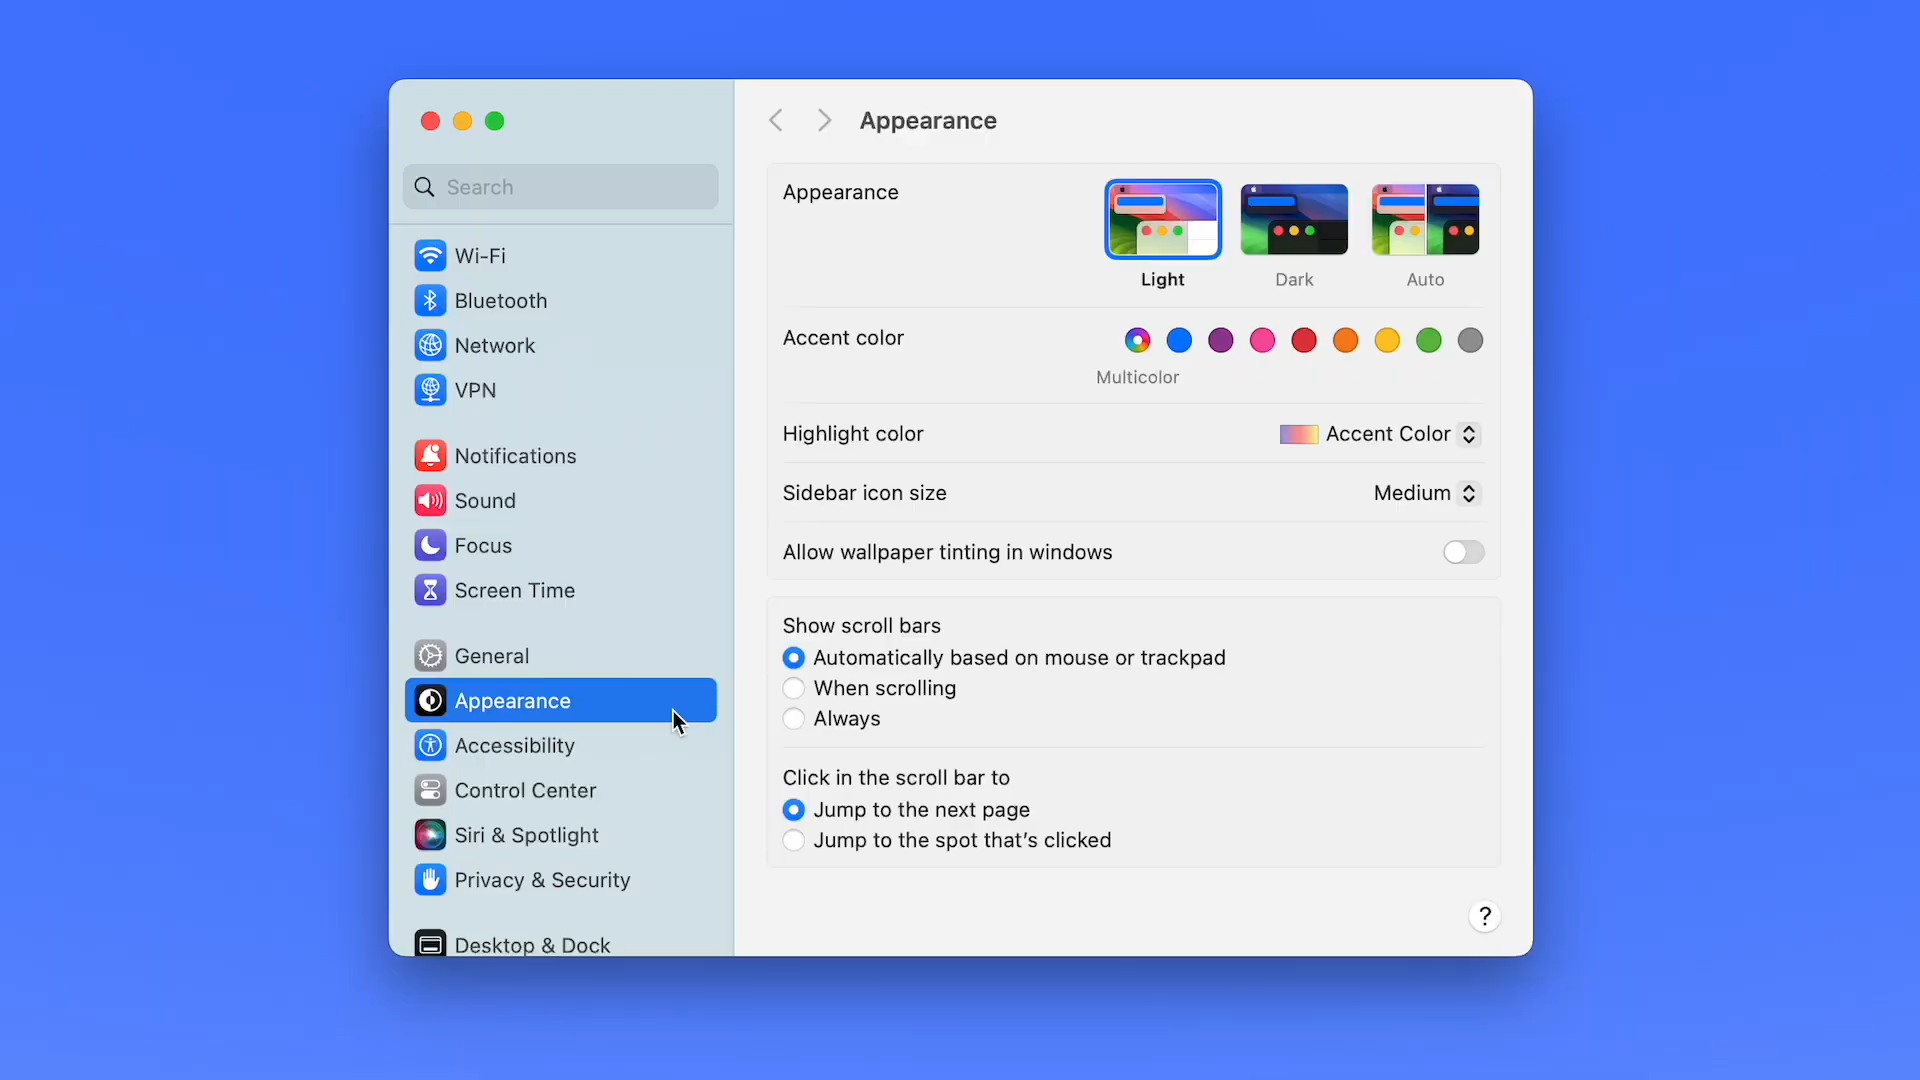 Search
Wi-Fi
Bluetooth
Network
VPN
Notifications
Sound
Focus
Screen Time
General
Appearance
Accessibility
Control Center
Siri & Spotlight
Privacy & Security
Desktop & Dock
Appearance
Appearance
Light
Dark
Auto
Accent color
Multicolor
Highlight color
Accent Color
Sidebar icon size
Medium
Allow wallpaper tinting in windows
Show scroll bars
Automatically based on mouse or trackpad
When scrolling
Always
Click in the scroll bar to
Jump to the next page
Jump to the spot that’s clicked
?